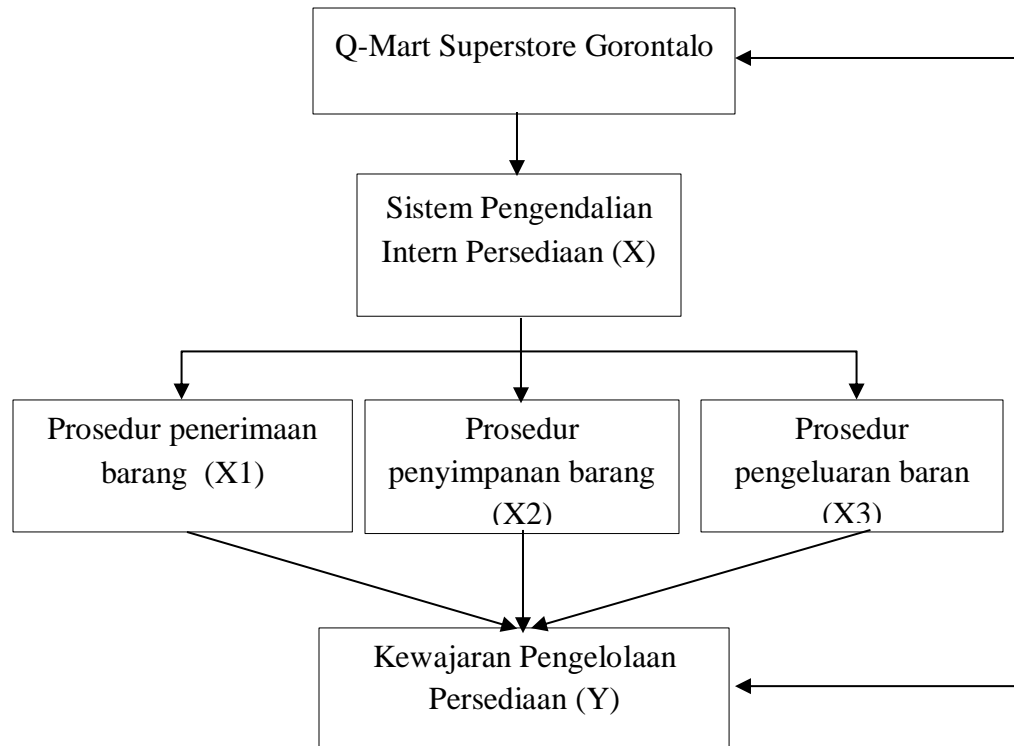 Q-Mart Superstore Gorontalo
Sistem Pengendalian
Intern Persediaan (X)
Prosedur penerimaan
barang (X1)
Prosedur
penyimpanan barang
(X2)
Prosedur
pengeluaran baran
(X3)
Kewajaran Pengelolaan
Persediaan (Y)